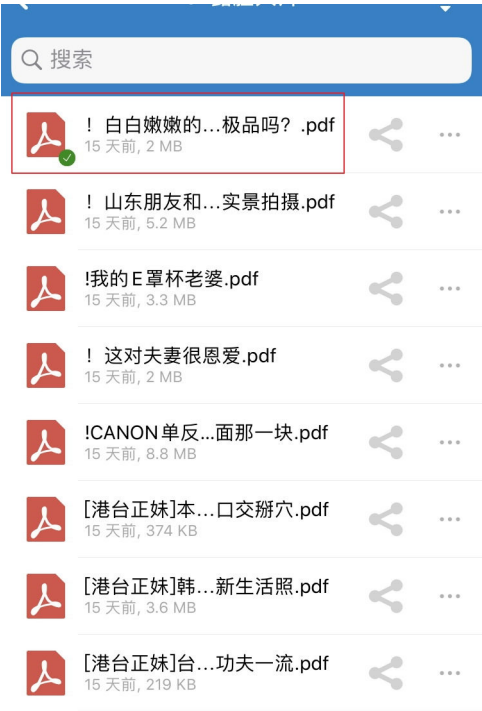 搜索
！白白嫩嫩的...极品吗？.pdf
15 天前, 2 MB
！山东朋友和...实景拍摄.pdf
15 天前, 5.2 MB
!我的E罩杯老婆.pdf
15 天前, 3.3 MB
！这对夫妻很恩爱.pdf
15 天前, 2 MB
!CANON单反...面那一块.pdf
15 天前, 8.8 MB
[港台正妹]本...口交掰穴.pdf
15 天前, 374 KB
[港台正妹]韩...新生活照.pdf
15 天前, 3.6 MB
[港台正妹]台...功夫一流.pdf
15 天前, 219 KB